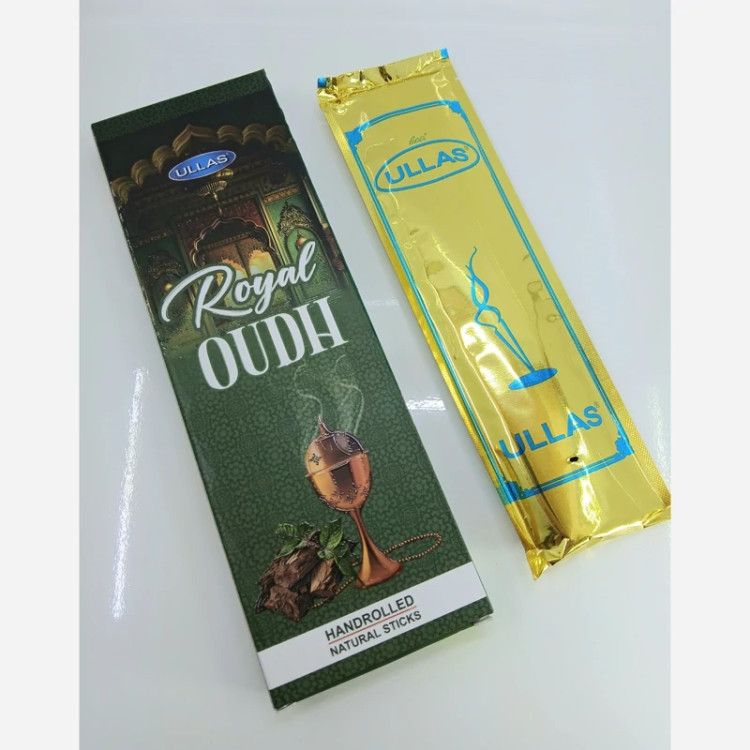 ULLAS
Royal
OUDH
HANDROLLED
NATURAL STICKS
ULLAS®
ULLAS®